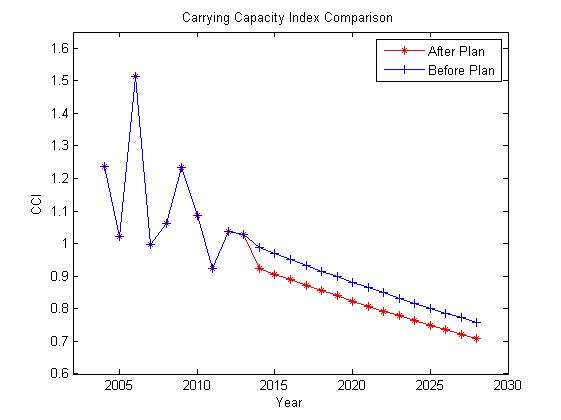 Carrying Capacity Index Comparison
After Plan
Before Plan
1.6
1.5
1.4
1.3
1.2
1.1
1
0.9
0.8
0.7
0.6
CCI
2005 2010 2015 2020 2025 2030
Year